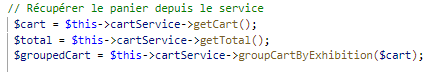 // Récupérer le panier depuis le service
$cart = $this->cartService->getCart();
$total = $this->cartService->getTotal();
$groupedCart = $this->cartService->groupCartByExhibition($cart);